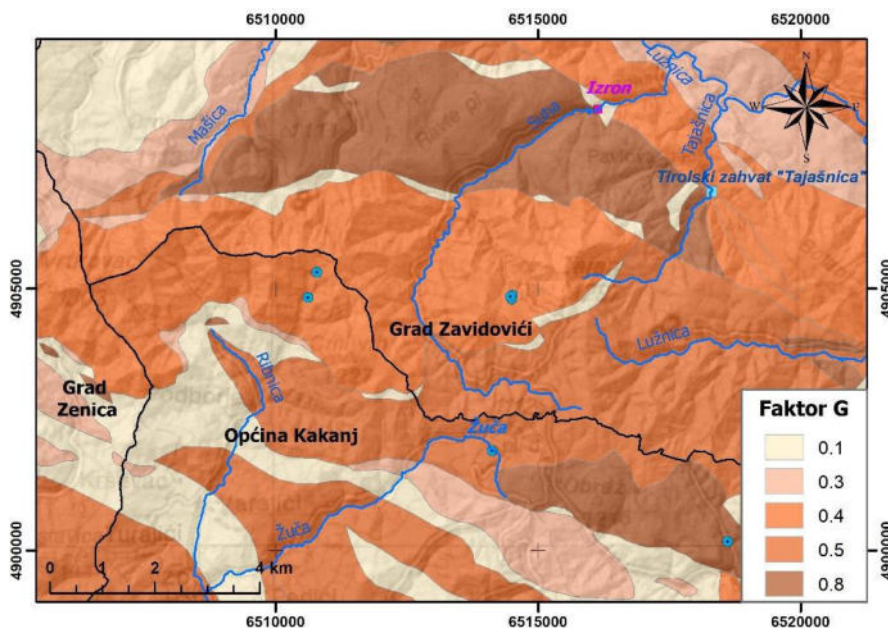 6510000 6515000 6520000
N
W E
S
Lužnica
Izron
Mašica
Suha
Tajašnica
Tirolski zahvat "Tajašnica"
4905000 4905000
Grad Zavidovići
Lužnica
Grad
Zenica
Ribnica
Općina Kakanj
Žuča
Žuča
4900000 4900000
0 2 4 km
Faktor G
0.1
0.3
0.4
0.5
0.8
6510000 6515000 6520000